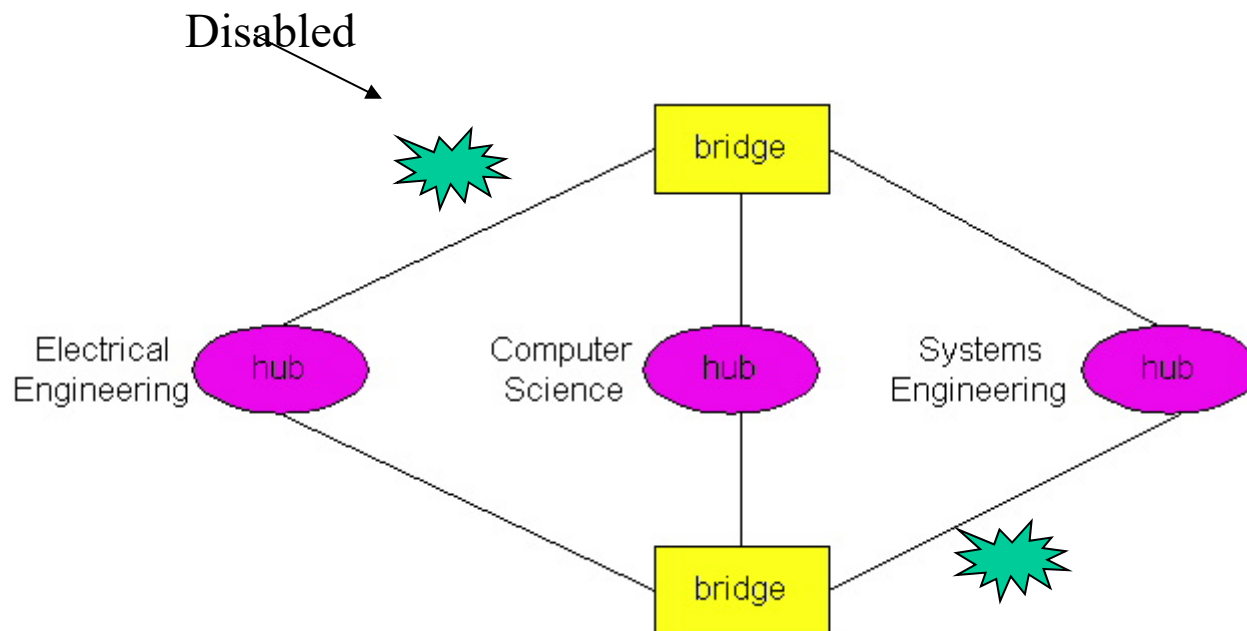 Disabled
bridge
Electrical
Engineering
hub
Computer
Science
hub
Systems
Engineering
hub
bridge